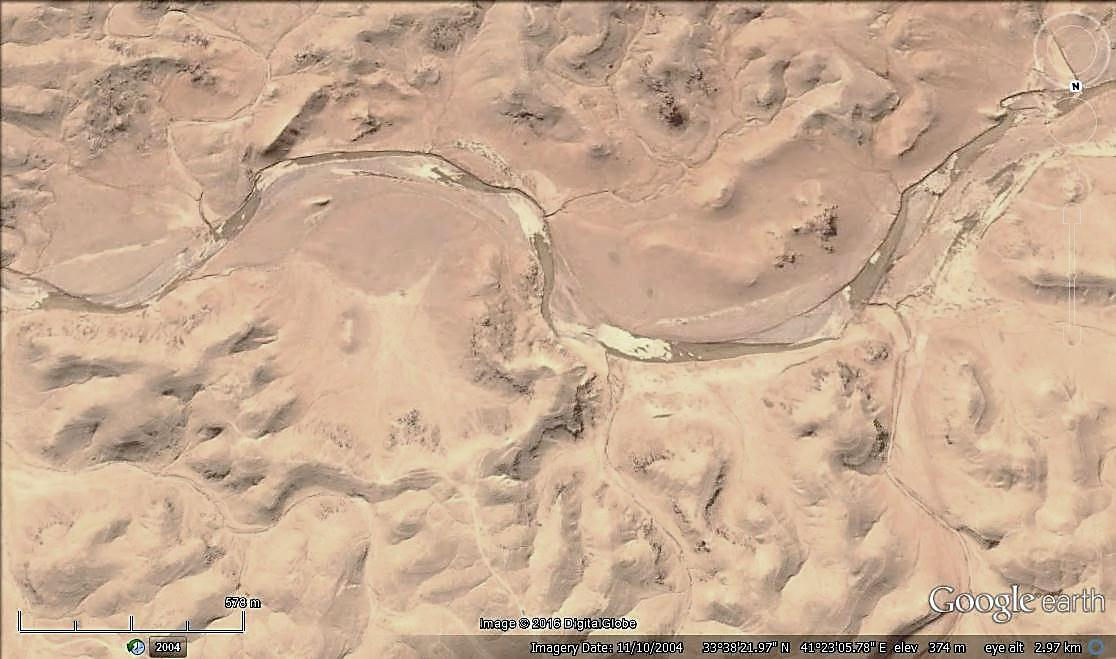 N
Google earth
578 m
Image © 2016 DigitalGlobe
2004
Imagery Date: 11/10/2004 33°38'21.97" N 41°23'05.78" E elev 374 m eye alt 2.97 km